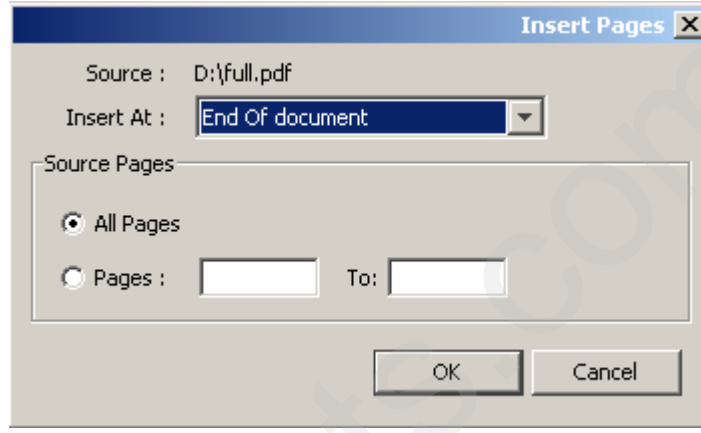 Insert Pages
Source : D:\full.pdf
Insert At : End Of document
Source Pages
All Pages
Pages : To:
OK Cancel